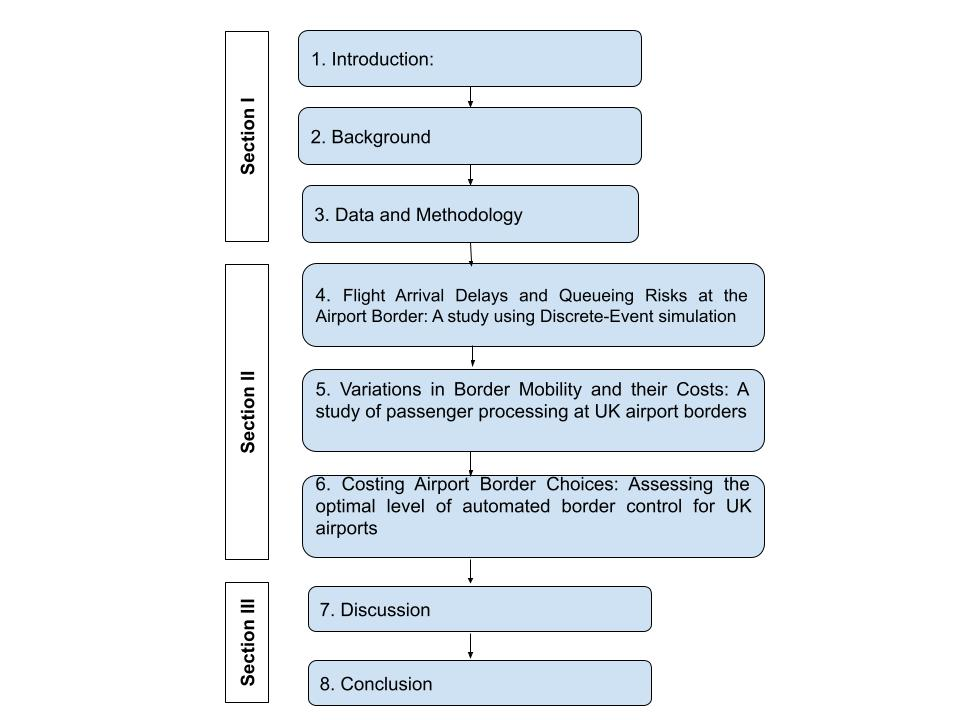 Section I
1. Introduction:
2. Background
3. Data and Methodology
Section II
4. Flight Arrival Delays and Queueing Risks at the
Airport Border: A study using Discrete-Event simulation
5. Variations in Border Mobility and their Costs: A
study of passenger processing at UK airport borders
6. Costing Airport Border Choices: Assessing the
optimal level of automated border control for UK
airports
Section III
7. Discussion
8. Conclusion